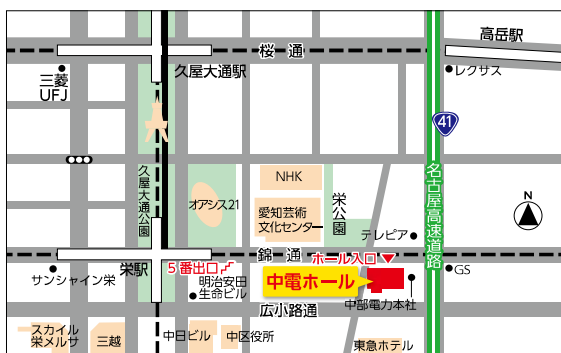 高岳駅
桜通
久屋大通駅
レクサス
三菱
UFJ
41
久屋大通公園
オアシス21
NHK
愛知芸術
文化センター
栄公園
名古屋高速道路
テレピア
N
錦通
ホール入口
5番出口
栄駅
サンシャイン栄
明治安田
生命ビル
中電ホール
GS
中部電力本社
広小路通
スカイル
栄メルサ
三越
中日ビル
中区役所
東急ホテル